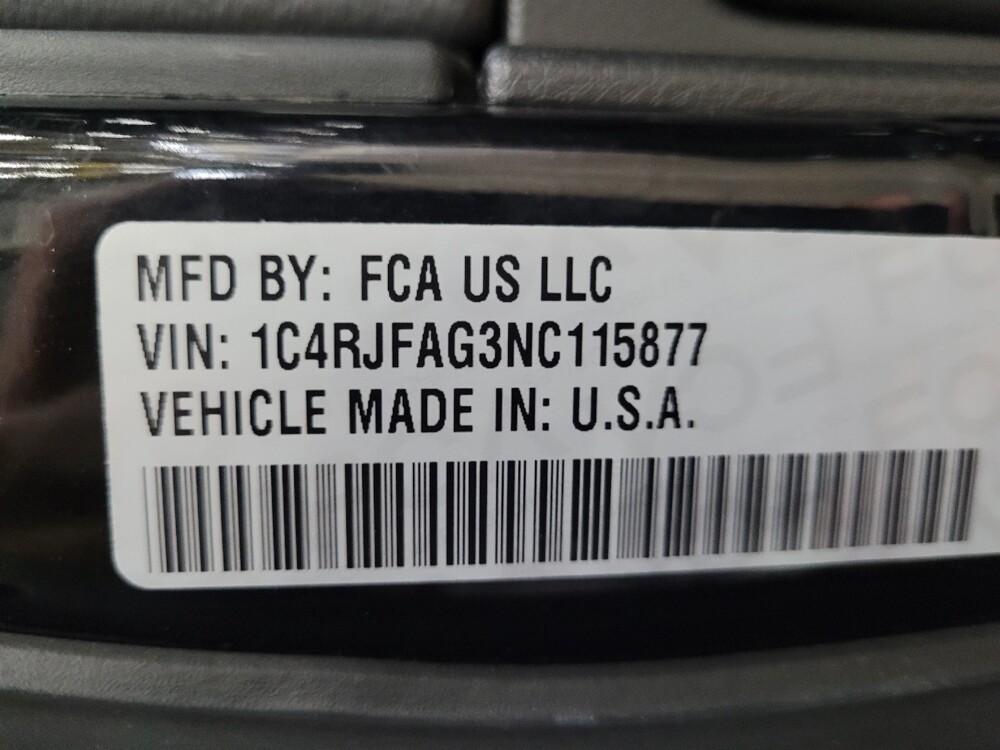 MFD BY: FCA US LLC
VIN: 1C4RJFAG3NC115877
VEHICLE MADE IN: U.S.A.